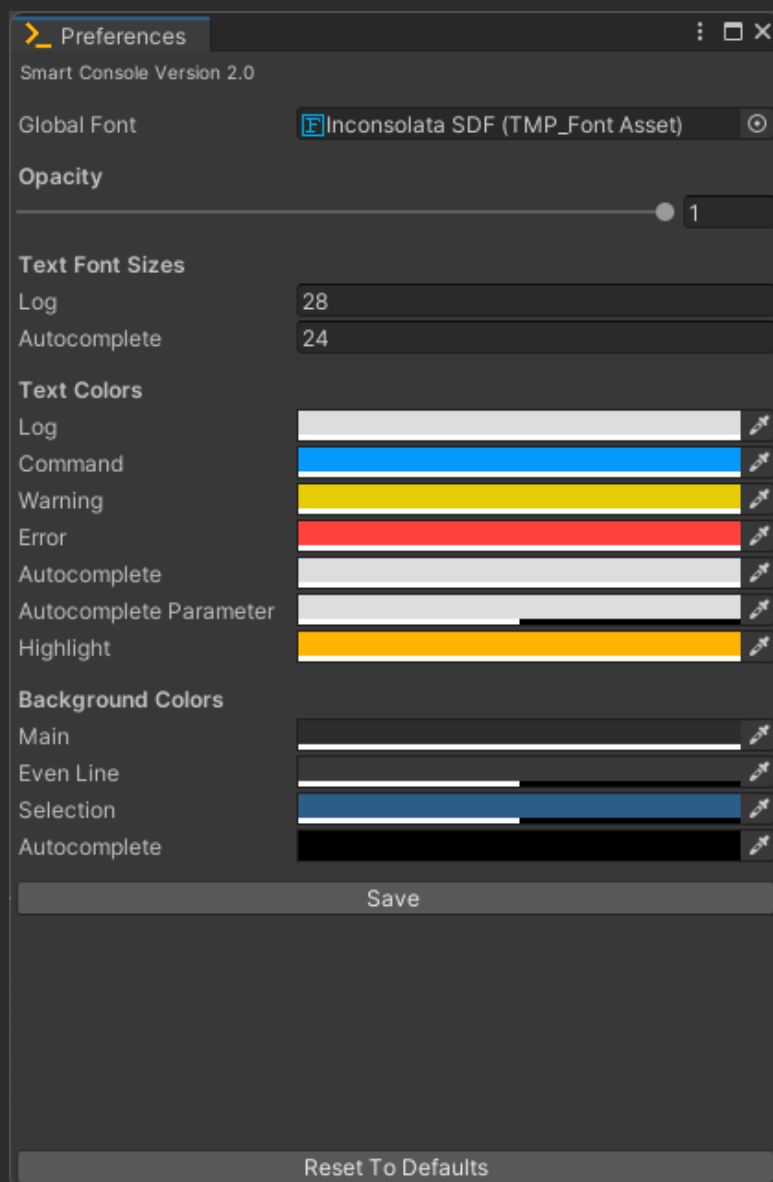 Preferences
Smart Console Version 2.0
Global Font Inconsolata SDF (TMP_Font Asset)
Opacity
1
Text Font Sizes
Log 28
Autocomplete 24
Text Colors
Log
Command
Warning
Error
Autocomplete
Autocomplete Parameter
Highlight
Background Colors
Main
Even Line
Selection
Autocomplete
Save
Reset To Defaults